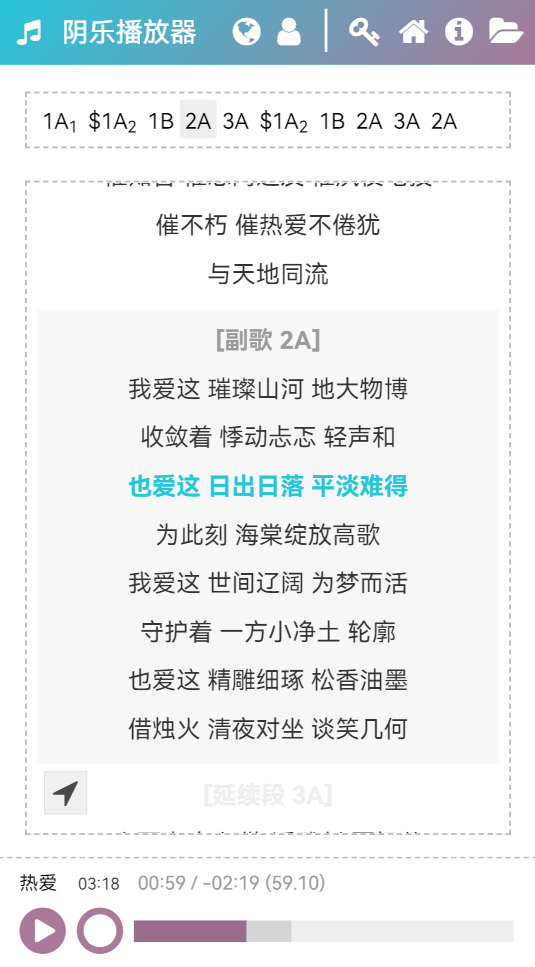 阴乐播放器
1A₁ $1A₂ 1B 2A 3A $1A₂ 1B 2A 3A 2A
催不朽 催热爱不倦犹
与天地同流
[副歌 2A]
我爱这 璀璨山河 地大物博
收敛着 悸动忐忑 轻声和
也爱这 日出日落 平淡难得
为此刻 海棠绽放高歌
我爱这 世间辽阔 为梦而活
守护着 一方小净土 轮廓
也爱这 精雕细琢 松香油墨
借烛火 清夜对坐 谈笑几何
[延续段 3A]
热爱 03:18 00:59 / -02:19 (59.10)